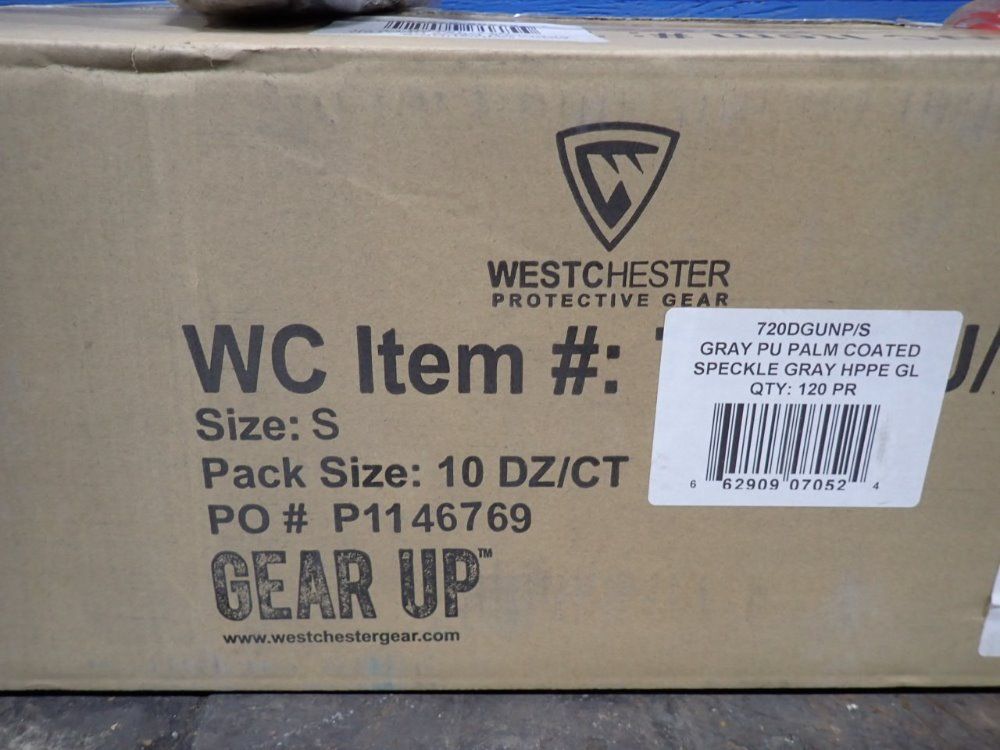 WESTCHESTER
PROTECTIVE GEAR
WC Item #:
Size: S
Pack Size: 10 DZ/CT
PO # P1146769
GEAR UP™
www.westchestergear.com
720DGUNP/S
GRAY PU PALM COATED
SPECKLE GRAY HPPE GL
QTY: 120 PR
6 62909 07052 4